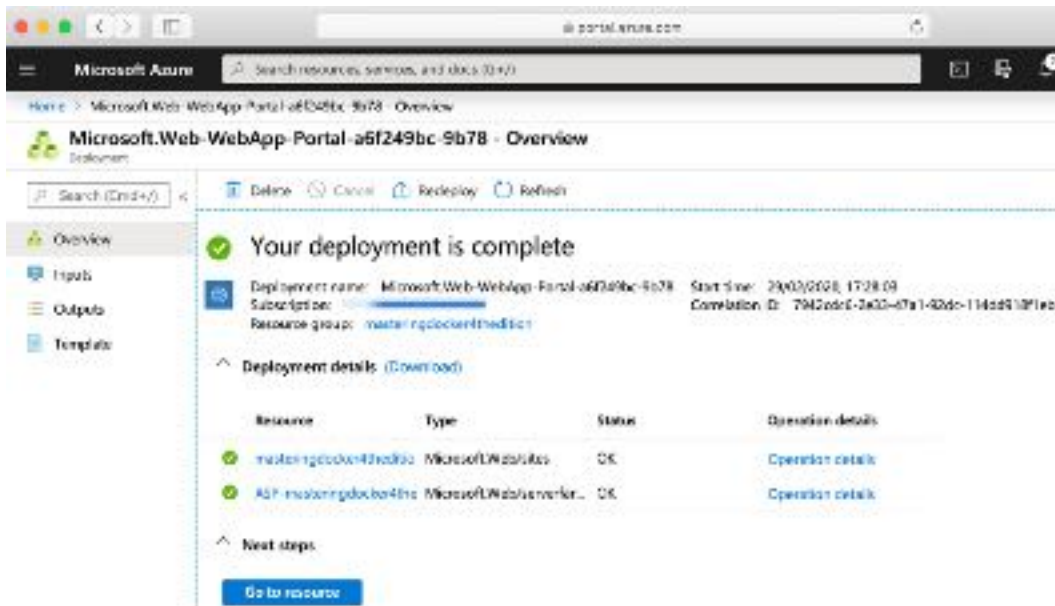 portal.azure.com
Microsoft Azure
Search resources, services, and docs (G+/)
Home > Microsoft.Web-WebApp-Portal-a6f249bc-9b78 - Overview
Microsoft.Web-WebApp-Portal-a6f249bc-9b78 - Overview
Deployment
Search (Cmd+/)
Delete Cancel Redeploy Refresh
Overview
Inputs
Outputs
Template
Your deployment is complete
Deployment name: Microsoft.Web-WebApp-Portal-a6f249bc-9b78
Subscription:
Resource group: masteringdocker4thedition
Start time: 29/02/2020, 17:28:03
Correlation ID:
Deployment details (Download)
Resource Type Status Operation details
masteringdocker4theditio Microsoft.Web/sites OK Operation details
ASP-masteringdocker4the Microsoft.Web/serverfar... OK Operation details
Next steps
Go to resource